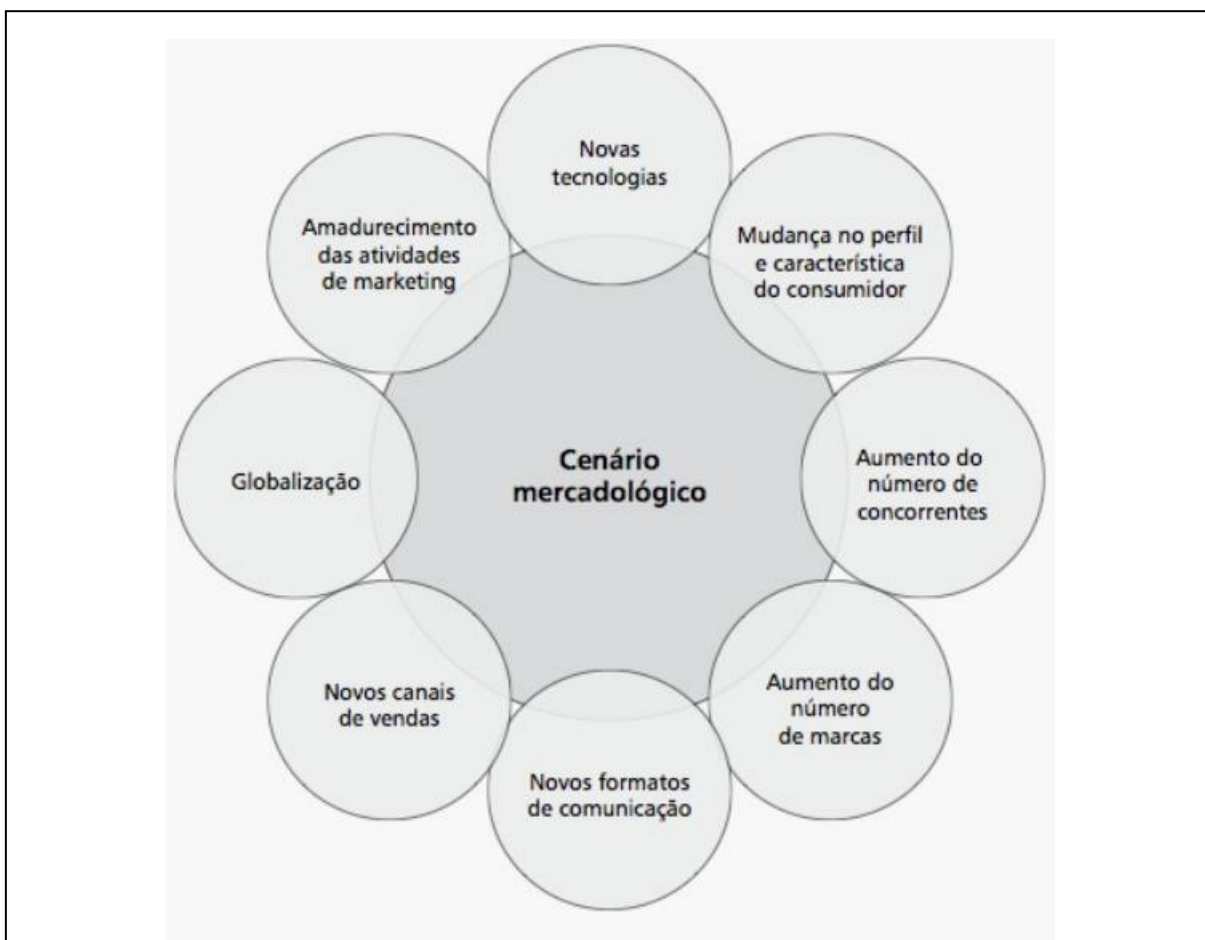 Novas
tecnologias
Mudança no perfil
e característica
do consumidor
Aumento do
número de
concorrentes
Aumento do
número
de marcas
Novos formatos
de comunicação
Novos canais
de vendas
Globalização
Amadurecimento
das atividades
de marketing
Cenário
mercadológico